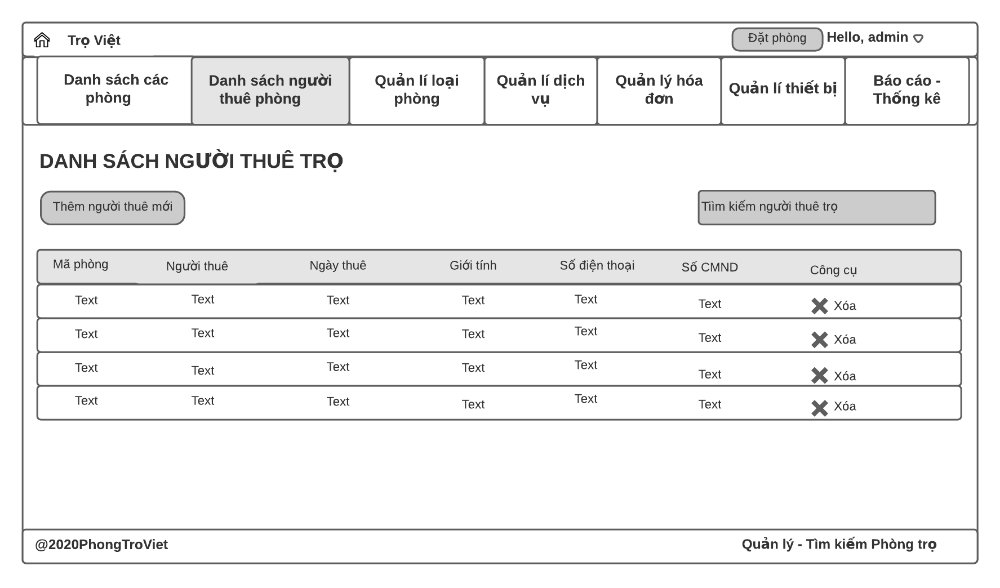 Trọ Việt
Đặt phòng
Hello, admin
Danh sách các
phòng
Danh sách người
thuê phòng
Quản lí loại
phòng
Quản lí dịch
vụ
Quản lý hóa
đơn
Quản lí thiết bị
Báo cáo -
Thống kê
DANH SÁCH NGƯỜI THUÊ TRỌ
Thêm người thuê mới
Tiìm kiếm người thuê trọ
Mã phòng Người thuê Ngày thuê Giới tính Số điện thoại Số CMND Công cụ
Text Text Text Text Text Text Xóa
Text Text Text Text Text Text Xóa
Text Text Text Text Text Text Xóa
Text Text Text Text Text Text Xóa
@2020PhongTroViet
Quản lý - Tìm kiếm Phòng trọ